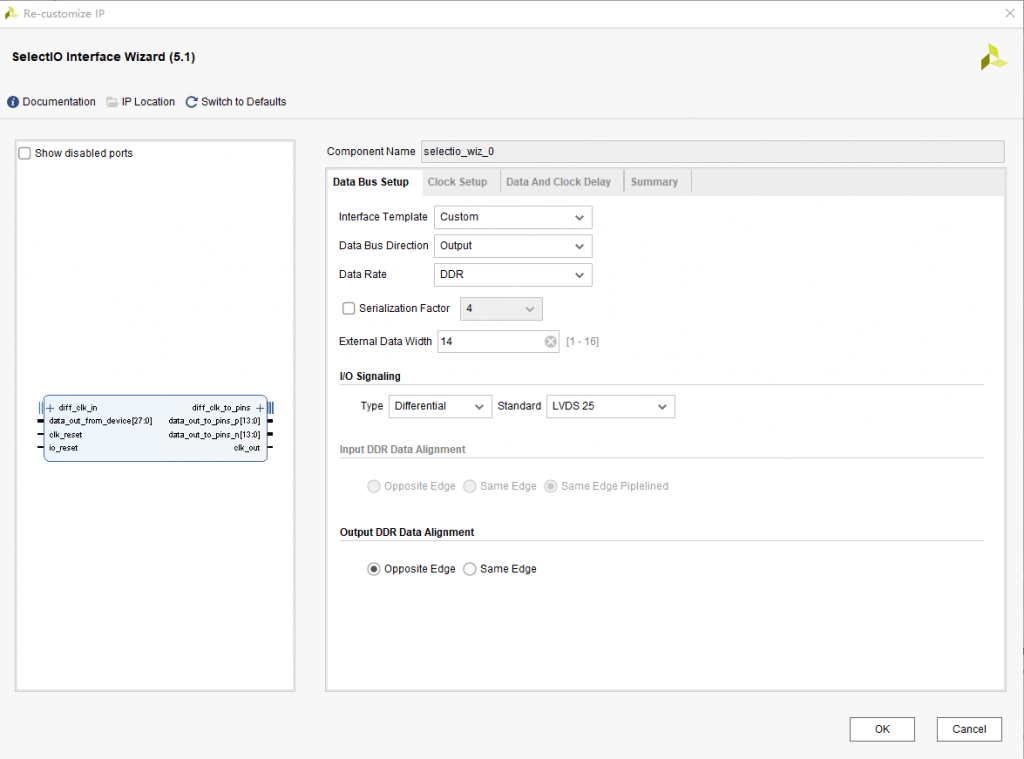 Re-customize IP
SelectIO Interface Wizard (5.1)
Documentation IP Location Switch to Defaults
Show disabled ports
Component Name selectio_wiz_0
Data Bus Setup Clock Setup Data And Clock Delay Summary
Interface Template Custom
Data Bus Direction Output
Data Rate DDR
Serialization Factor 4
External Data Width 14 [1 - 16]
I/O Signaling
Type Differential Standard LVDS 25
diff_clk_in diff_clk_to_pins
data_out_from_device[27:0] data_out_to_pins_p[13:0]
clk_reset data_out_to_pins_n[13:0]
io_reset clk_out
Input DDR Data Alignment
Opposite Edge Same Edge Same Edge Piplelined
Output DDR Data Alignment
Opposite Edge Same Edge
OK Cancel